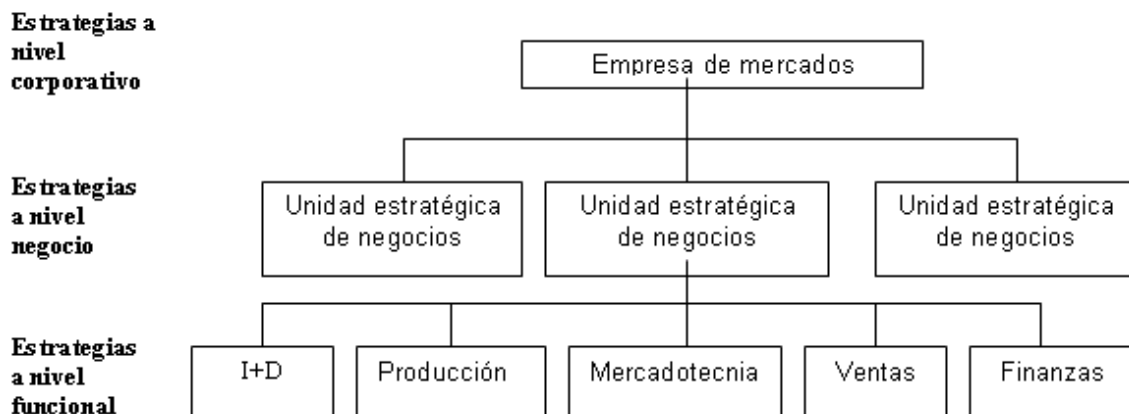 Estrategias a
nivel
corporativo
Empresa de mercados
Estrategias
a nivel
negocio
Unidad estratégica
de negocios
Unidad estratégica
de negocios
Unidad estratégica
de negocios
Estrategias
a nivel
funcional
I+D
Producción
Mercadotecnia
Ventas
Finanzas